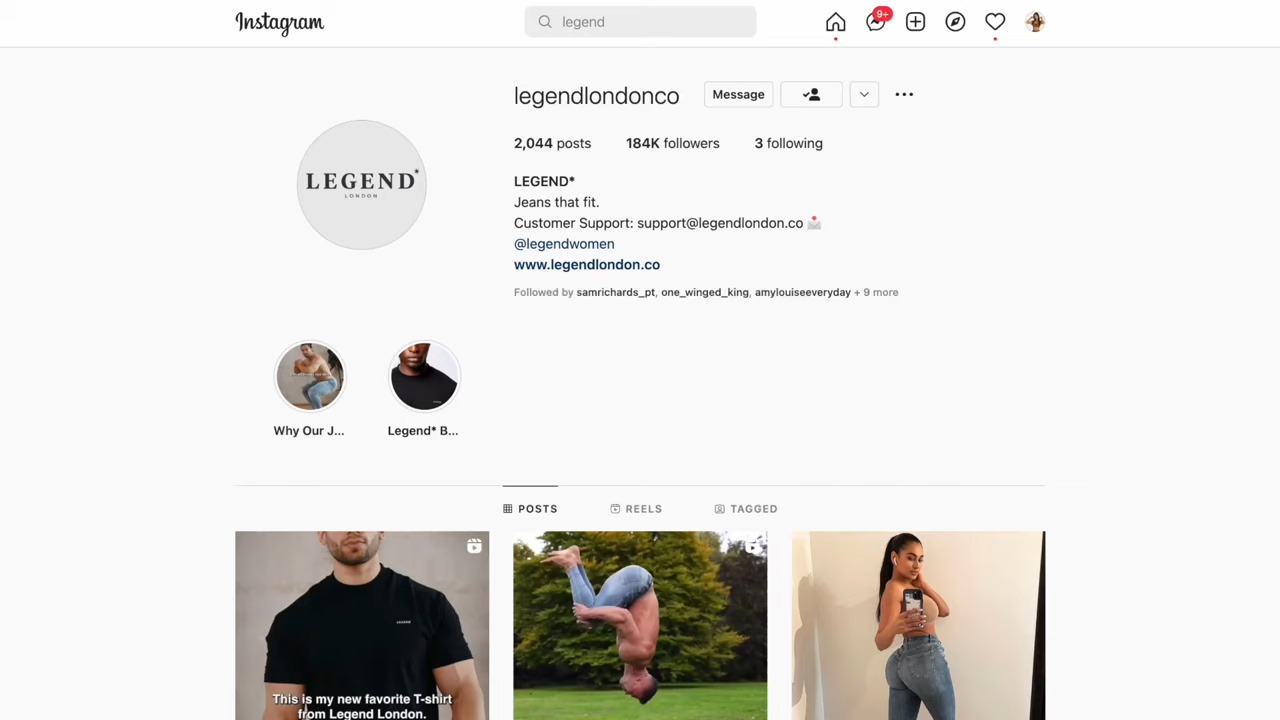 Instagram
legend
9+
legendlondonco
Message
2,044 posts 184K followers 3 following
LEGEND*
Jeans that fit.
Customer Support: support@legendlondon.co
@legendwomen
www.legendlondon.co
Followed by samrichards_pt, one_winged_king, amylouiseeveryday + 9 more
LEGEND*
LONDON
Why Our J...
Legend* B...
POSTS
REELS
TAGGED
LEGEND
This is my new favorite T-shirt
from Legend London.